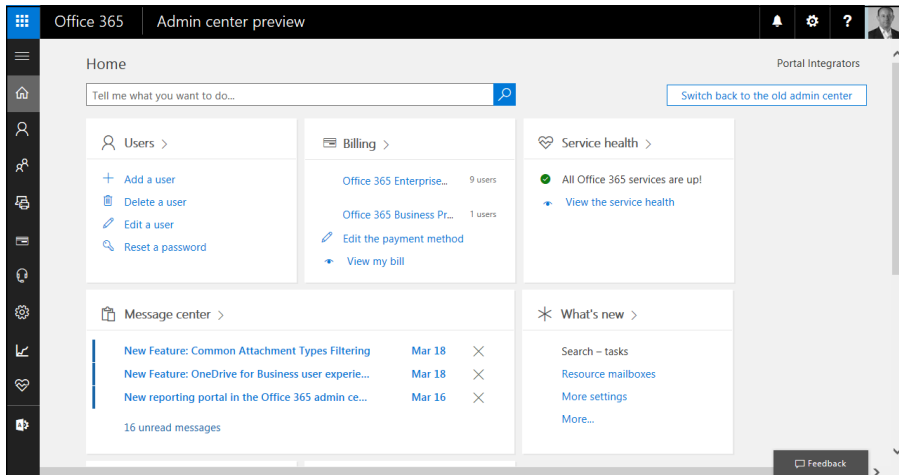 Office 365 Admin center preview ?
Home
Portal Integrators
Tell me what you want to do...
Switch back to the old admin center
Users >
Add a user
Delete a user
Edit a user
Reset a password
Billing >
Office 365 Enterprise... 9 users
Office 365 Business Pr... 1 users
Edit the payment method
View my bill
Service health >
All Office 365 services are up!
View the service health
Message center >
New Feature: Common Attachment Types Filtering Mar 18
New Feature: OneDrive for Business user experie... Mar 18
New reporting portal in the Office 365 admin ce... Mar 16
16 unread messages
What's new >
Search – tasks
Resource mailboxes
More settings
More...
Feedback